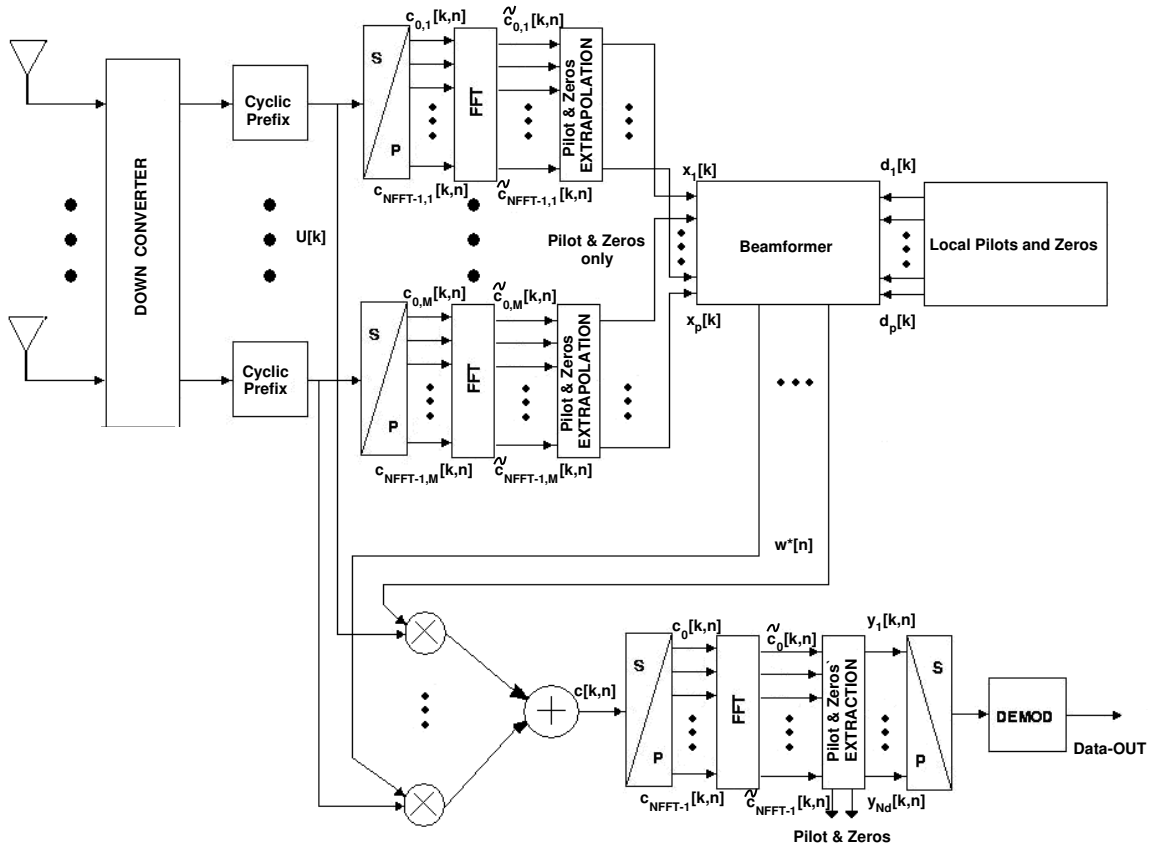 c0,1[k,n]
c̃0,1[k,n]
S
P
FFT
Pilot & Zeros
EXTRAPOLATION
cNFFT-1,1[k,n]
c̃NFFT-1,1[k,n]
DOWN CONVERTER
Cyclic
Prefix
U[k]
Pilot & Zeros
only
x1[k]
d1[k]
Beamformer
Local Pilots and Zeros
xp[k]
dp[k]
c0,M[k,n]
c̃0,M[k,n]
S
P
FFT
Pilot & Zeros
EXTRAPOLATION
Cyclic
Prefix
cNFFT-1,M[k,n]
c̃NFFT-1,M[k,n]
w*[n]
c[k,n]
c0[k,n]
c̃0[k,n]
y1[k,n]
S
P
FFT
Pilot & Zeros
EXTRACTION
S
P
DEMOD
Data-OUT
cNFFT-1[k,n]
c̃NFFT-1[k,n]
yNd[k,n]
Pilot & Zeros